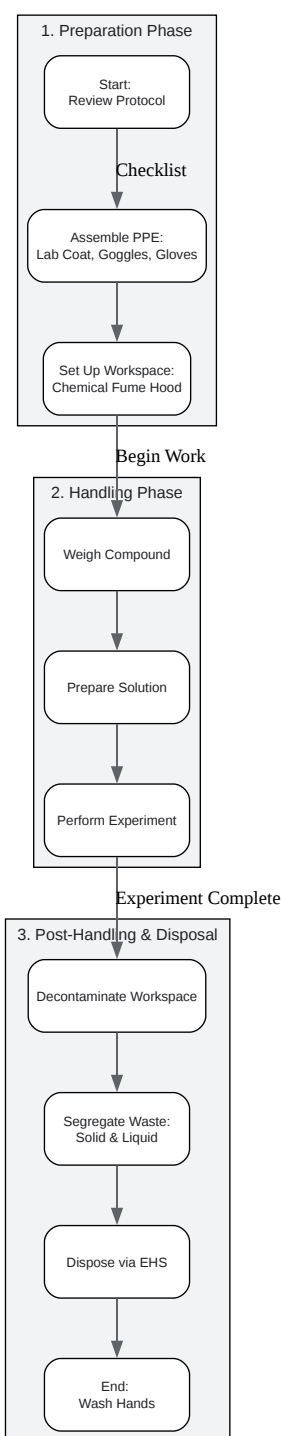 1. Preparation Phase
Start:
Review Protocol
Checklist
Assemble PPE:
Lab Coat, Goggles, Gloves
Set Up Workspace:
Chemical Fume Hood
Begin Work
2. Handling Phase
Weigh Compound
Prepare Solution
Perform Experiment
Experiment Complete
3. Post-Handling & Disposal
Decontaminate Workspace
Segregate Waste:
Solid & Liquid
Dispose via EHS
End:
Wash Hands